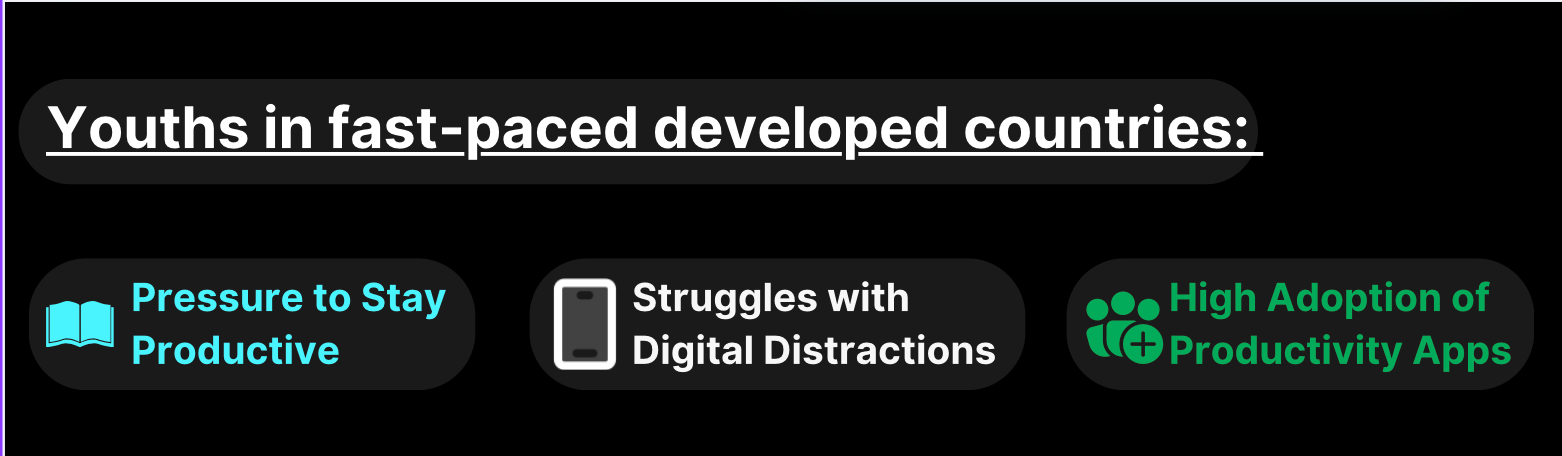 Youths in fast-paced developed countries:
Pressure to Stay
Productive
Struggles with
Digital Distractions
High Adoption of
Productivity Apps